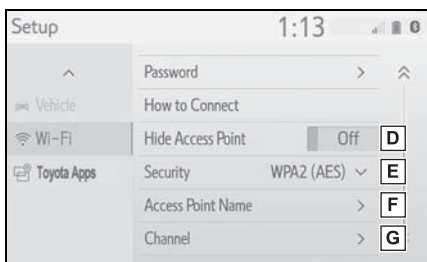 Setup
1:13
Password
Vehicle
How to Connect
Wi-Fi
Hide Access Point
Off
D
Toyota Apps
Security
WPA2 (AES)
E
Access Point Name
F
Channel
G